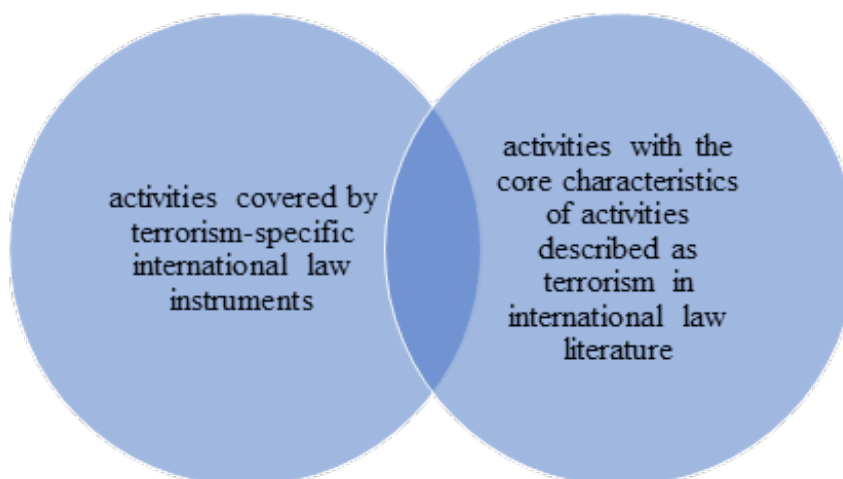 activities covered by
terrorism-specific
international law
instruments
activities with the
core characteristics
of activities
described as
terrorism in
international law
literature